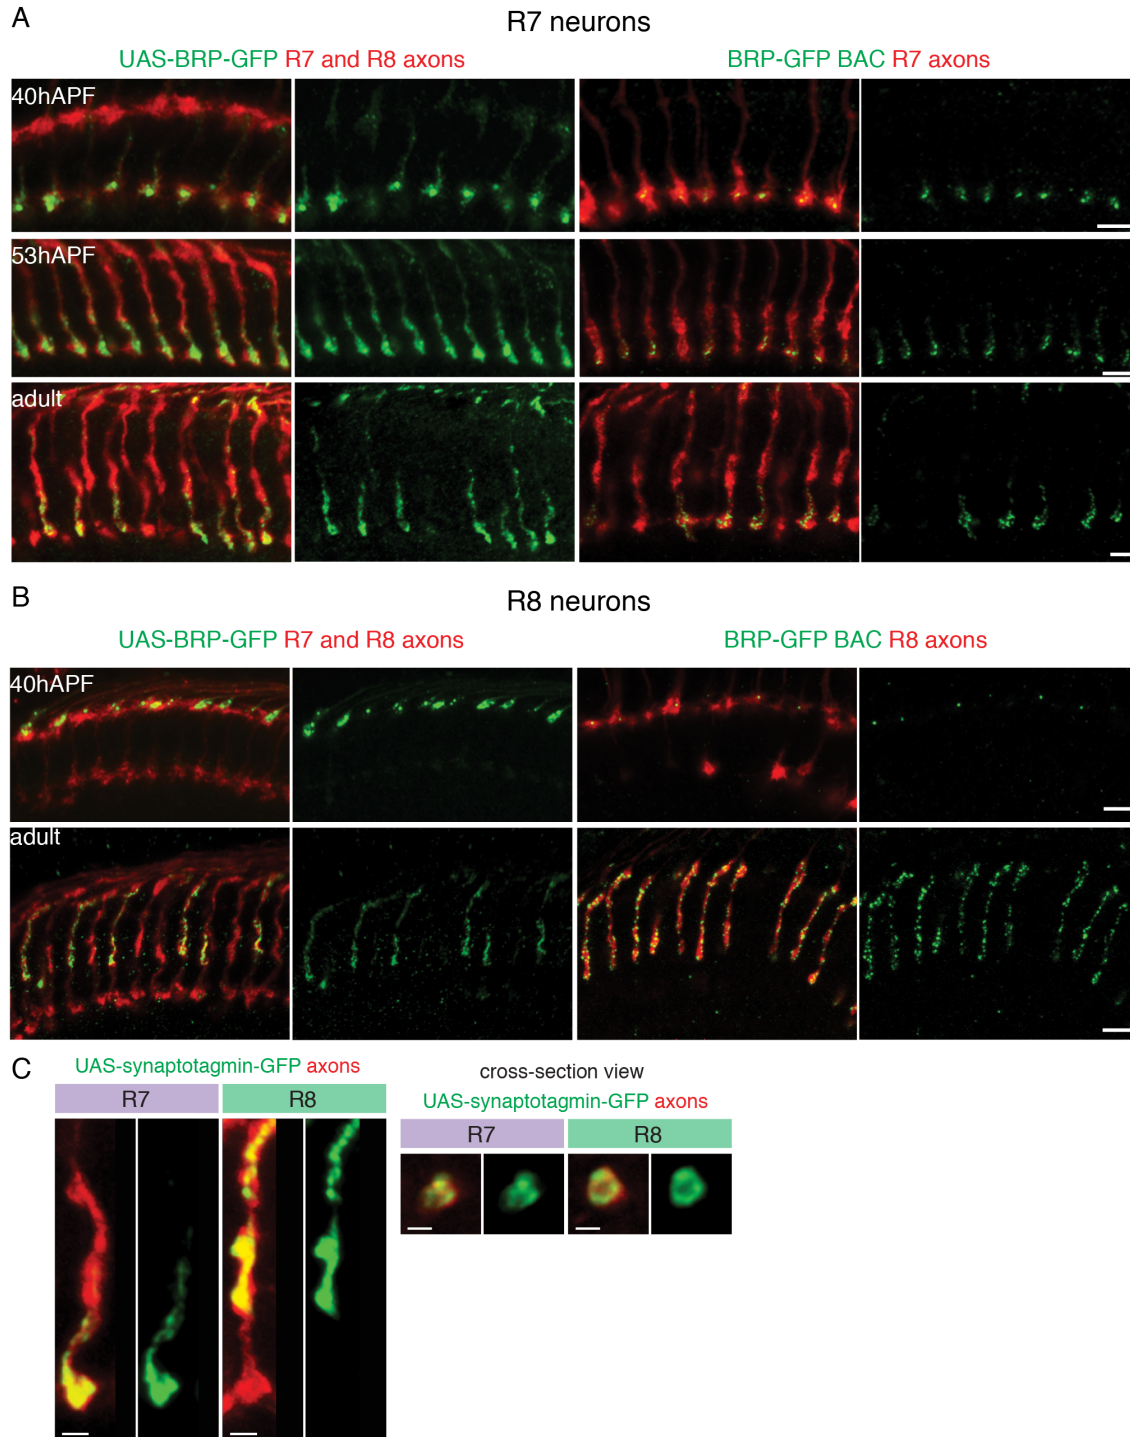 A
R7 neurons
UAS-BRP-GFP R7 and R8 axons
BRP-GFP BAC R7 axons
40hAPF
53hAPF
adult
B
R8 neurons
UAS-BRP-GFP R7 and R8 axons
BRP-GFP BAC R8 axons
40hAPF
adult
C
UAS-synaptotagmin-GFP axons
R7
R8
cross-section view
UAS-synaptotagmin-GFP axons
R7
R8